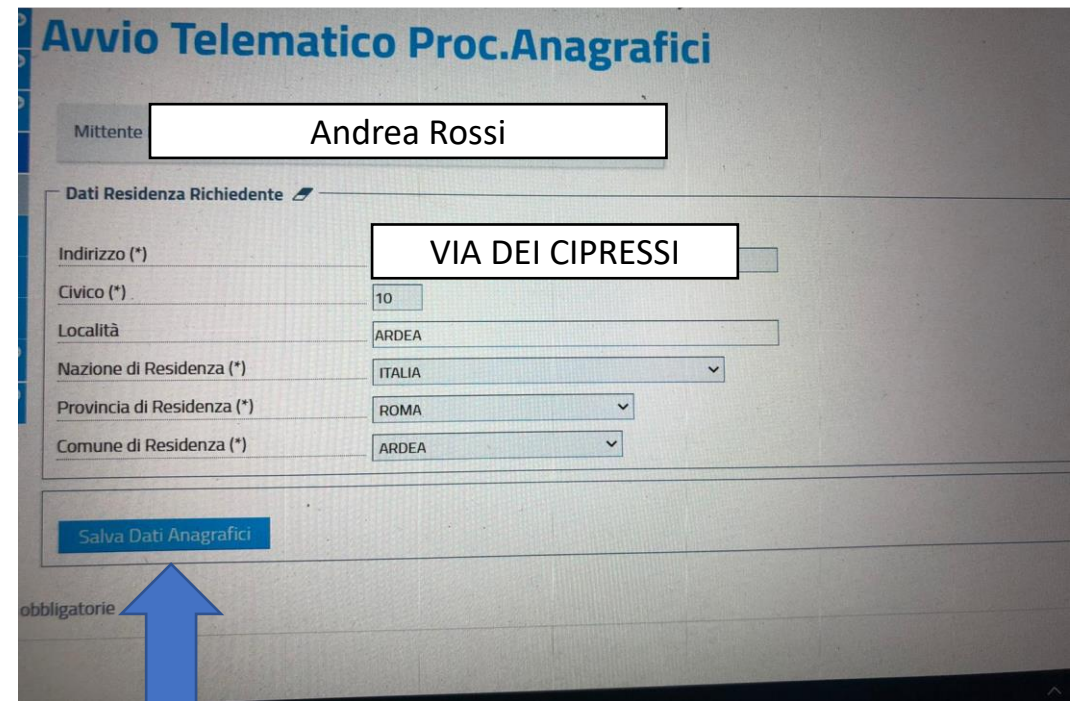 Avvio Telematico Proc.Anagrafici
Mittente Andrea Rossi
Dati Residenza Richiedente
Indirizzo (*) VIA DEI CIPRESSI
Civico (*) 10
Località ARDEA
Nazione di Residenza (*) ITALIA
Provincia di Residenza (*) ROMA
Comune di Residenza (*) ARDEA
Salva Dati Anagrafici
obbligatorie